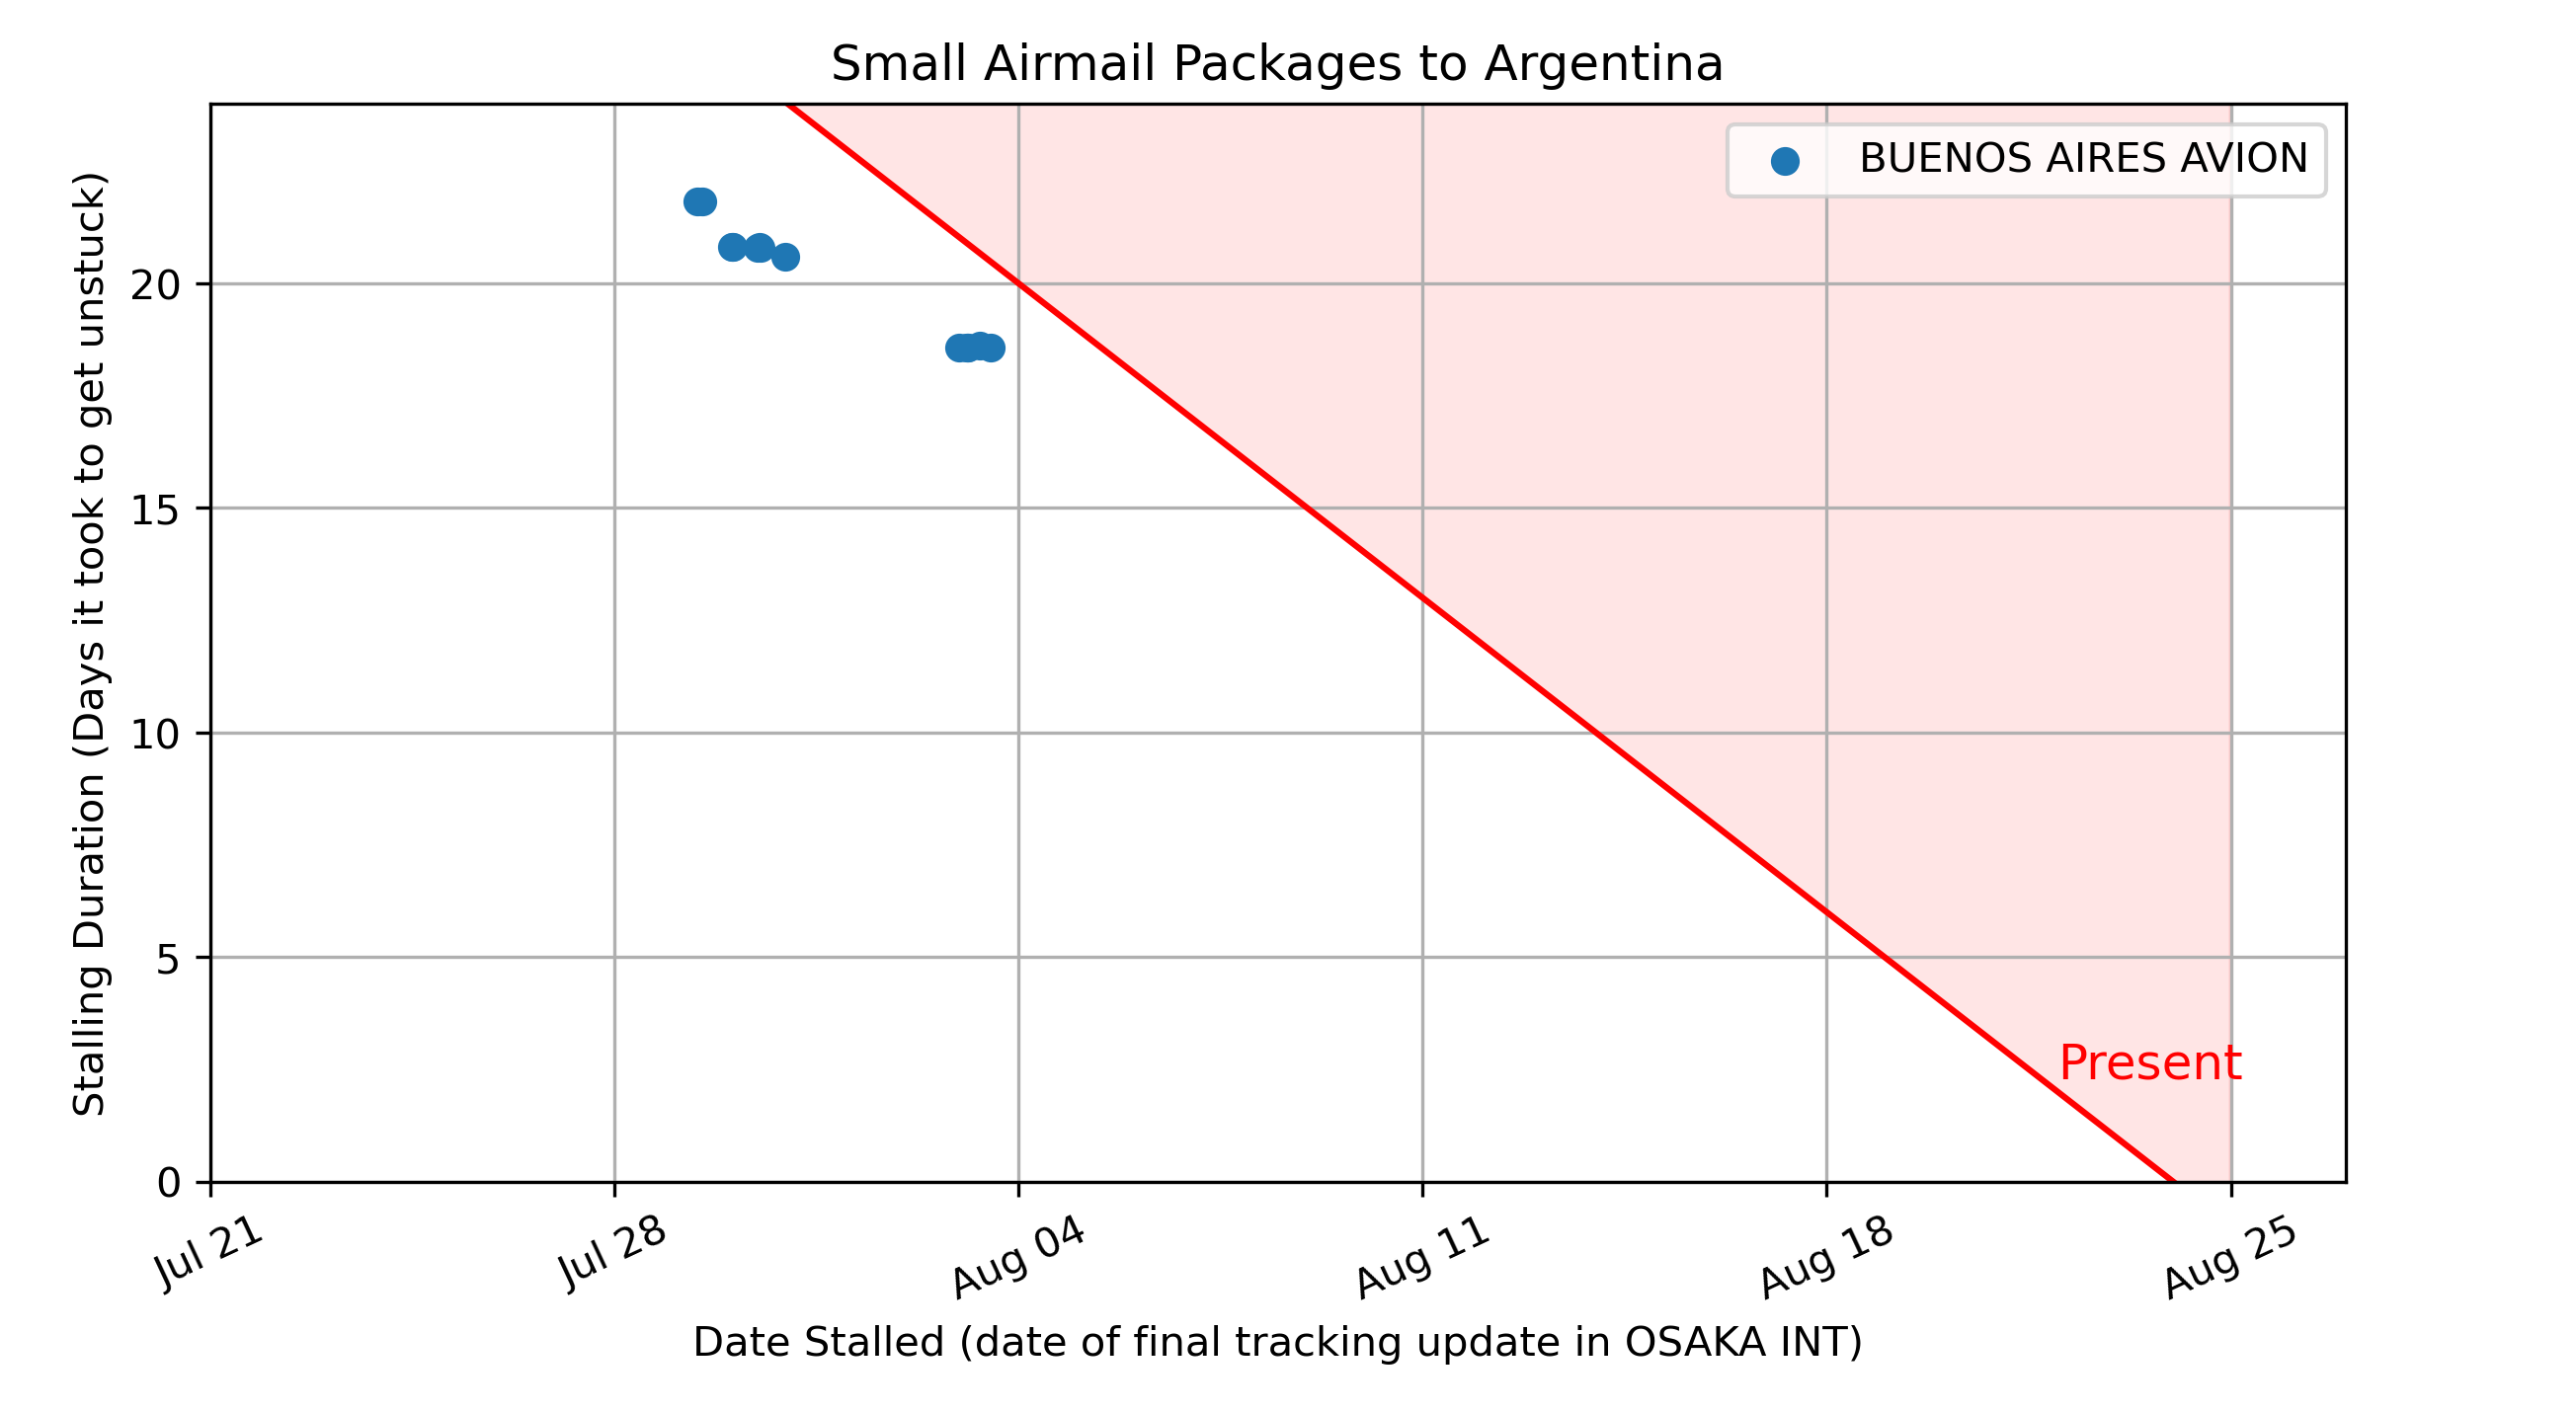 Small Airmail Packages to Argentina
BUENOS AIRES AVION
Stalling Duration (Days it took to get unstuck)
20
15
10
5
0
Present
Jul 21
Jul 28
Aug 04
Aug 11
Aug 18
Aug 25
Date Stalled (date of final tracking update in OSAKA INT)